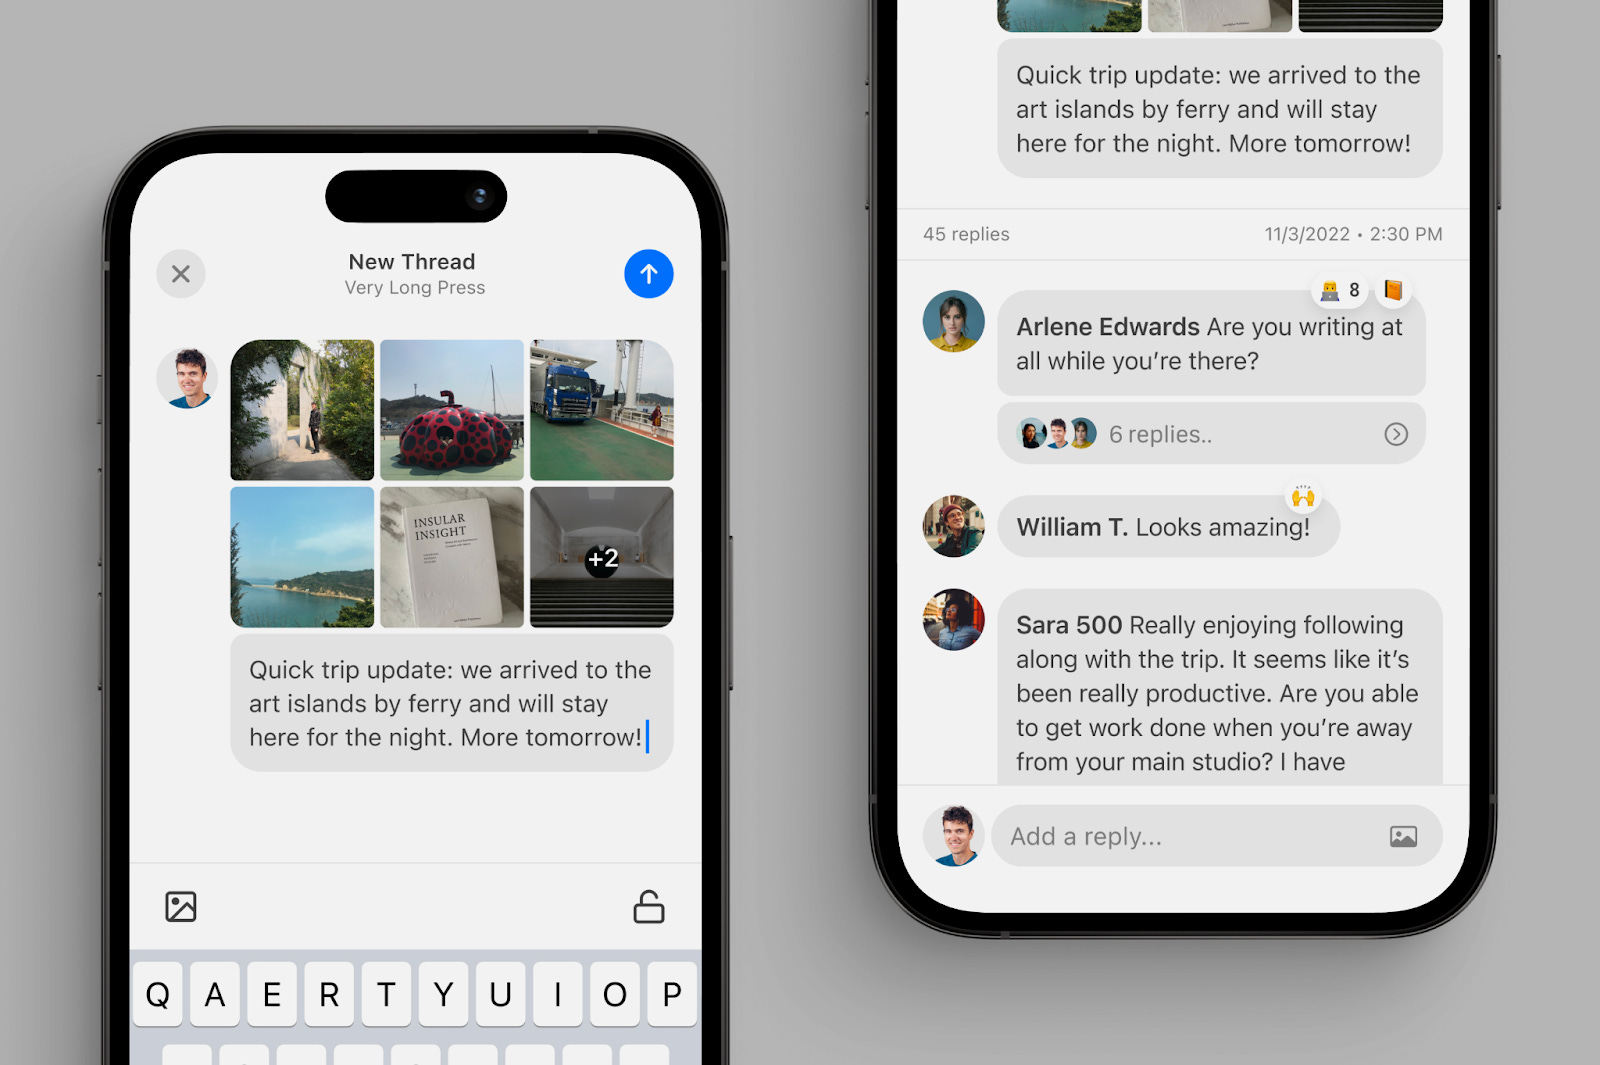 New Thread
Very Long Press
INSULAR
INSIGHT
+2
Quick trip update: we arrived to the
art islands by ferry and will stay
here for the night. More tomorrow!
Q A E R T Y U I O P
Quick trip update: we arrived to the
art islands by ferry and will stay
here for the night. More tomorrow!
45 replies
11/3/2022 • 2:30 PM
8
Arlene Edwards Are you writing at
all while you’re there?
6 replies..
William T. Looks amazing!
Sara 500 Really enjoying following
along with the trip. It seems like it’s
been really productive. Are you able
to get work done when you’re away
from your main studio? I have
Add a reply...